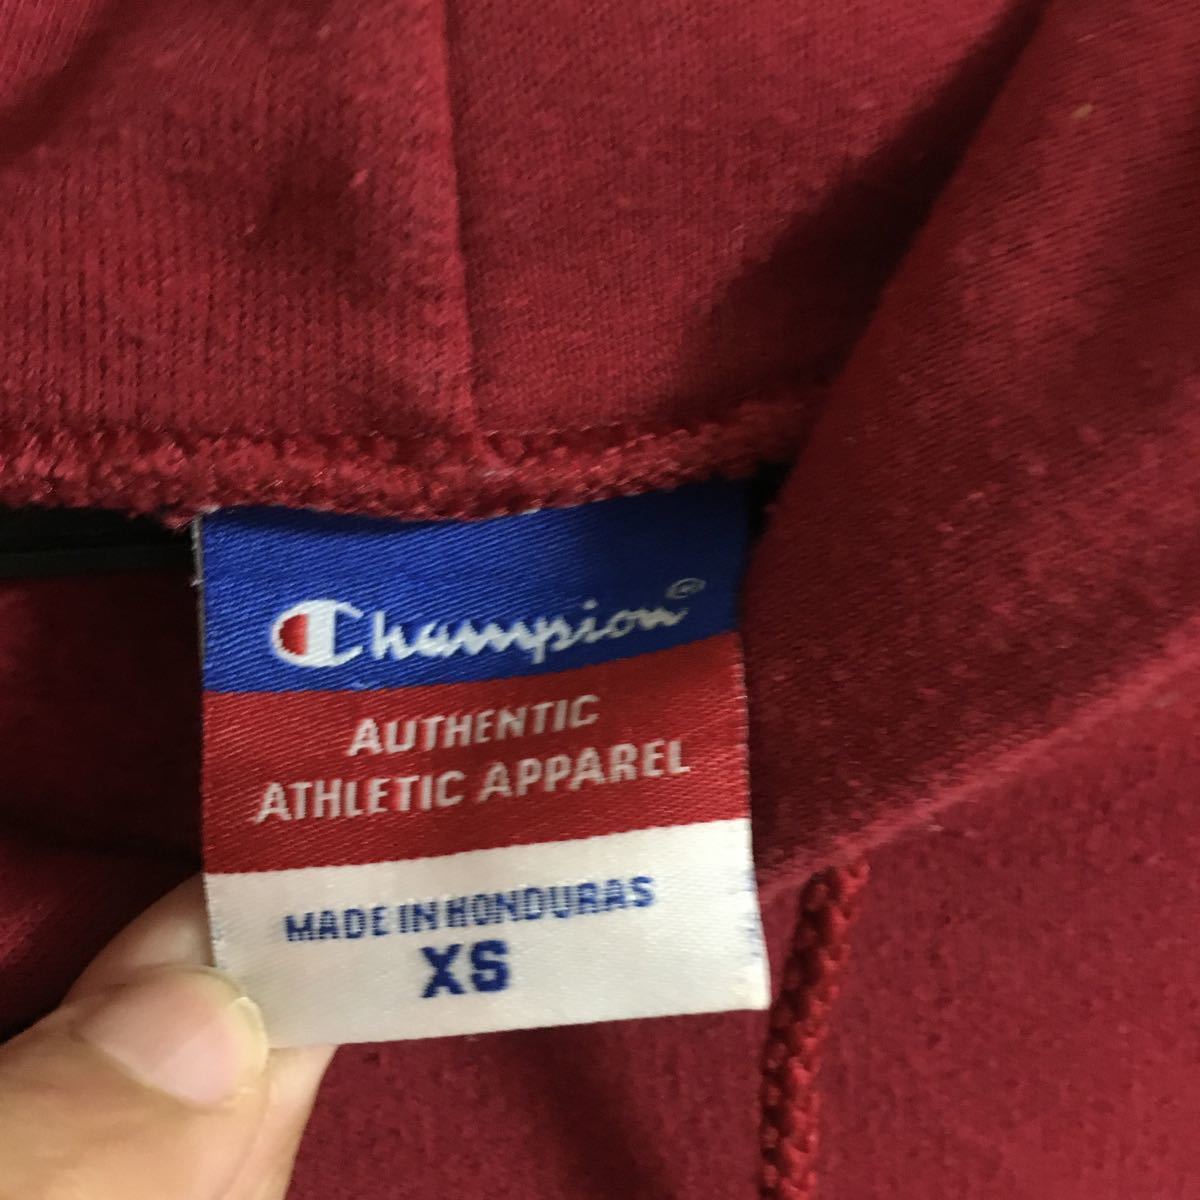 Champion®
AUTHENTIC
ATHLETIC APPAREL
MADE IN HONDURAS
XS